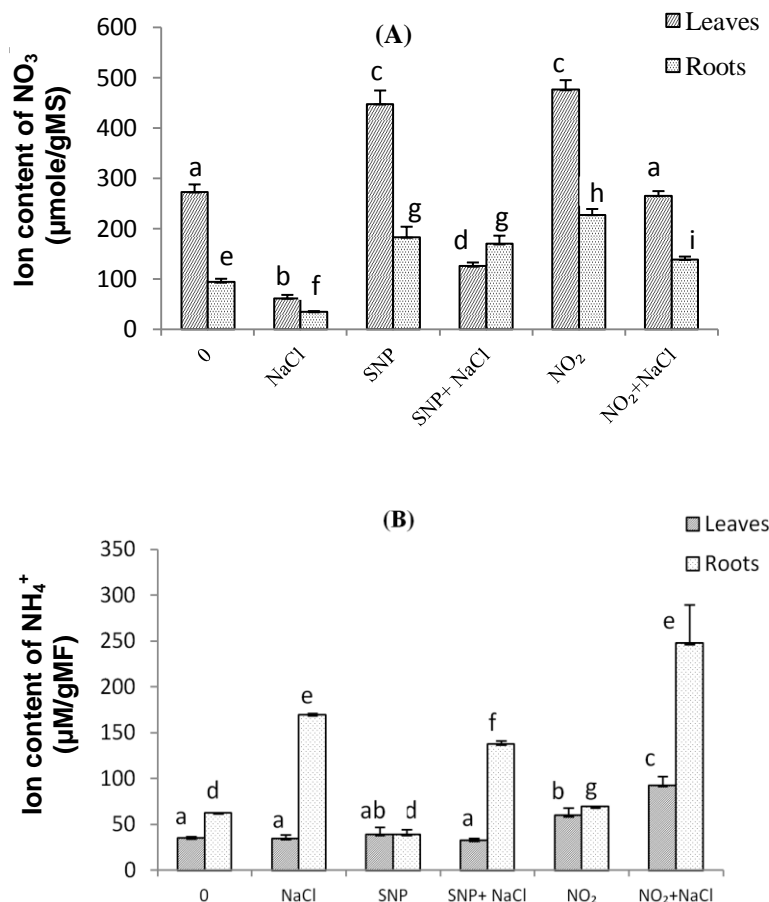 (A)
Leaves
Roots
Ion content of NO₃⁻
(µmole/gMS)
600
500
400
300
200
100
0
a
e
b
f
c
g
d
g
c
h
a
i
0
NaCl
SNP
SNP+ NaCl
NO₂
NO₂+NaCl
(B)
Leaves
Roots
Ion content of NH₄⁺
(µM/gMF)
350
300
250
200
150
100
50
0
a
d
a
e
ab
d
a
f
b
g
c
e
0
NaCl
SNP
SNP+ NaCl
NO₂
NO₂+NaCl